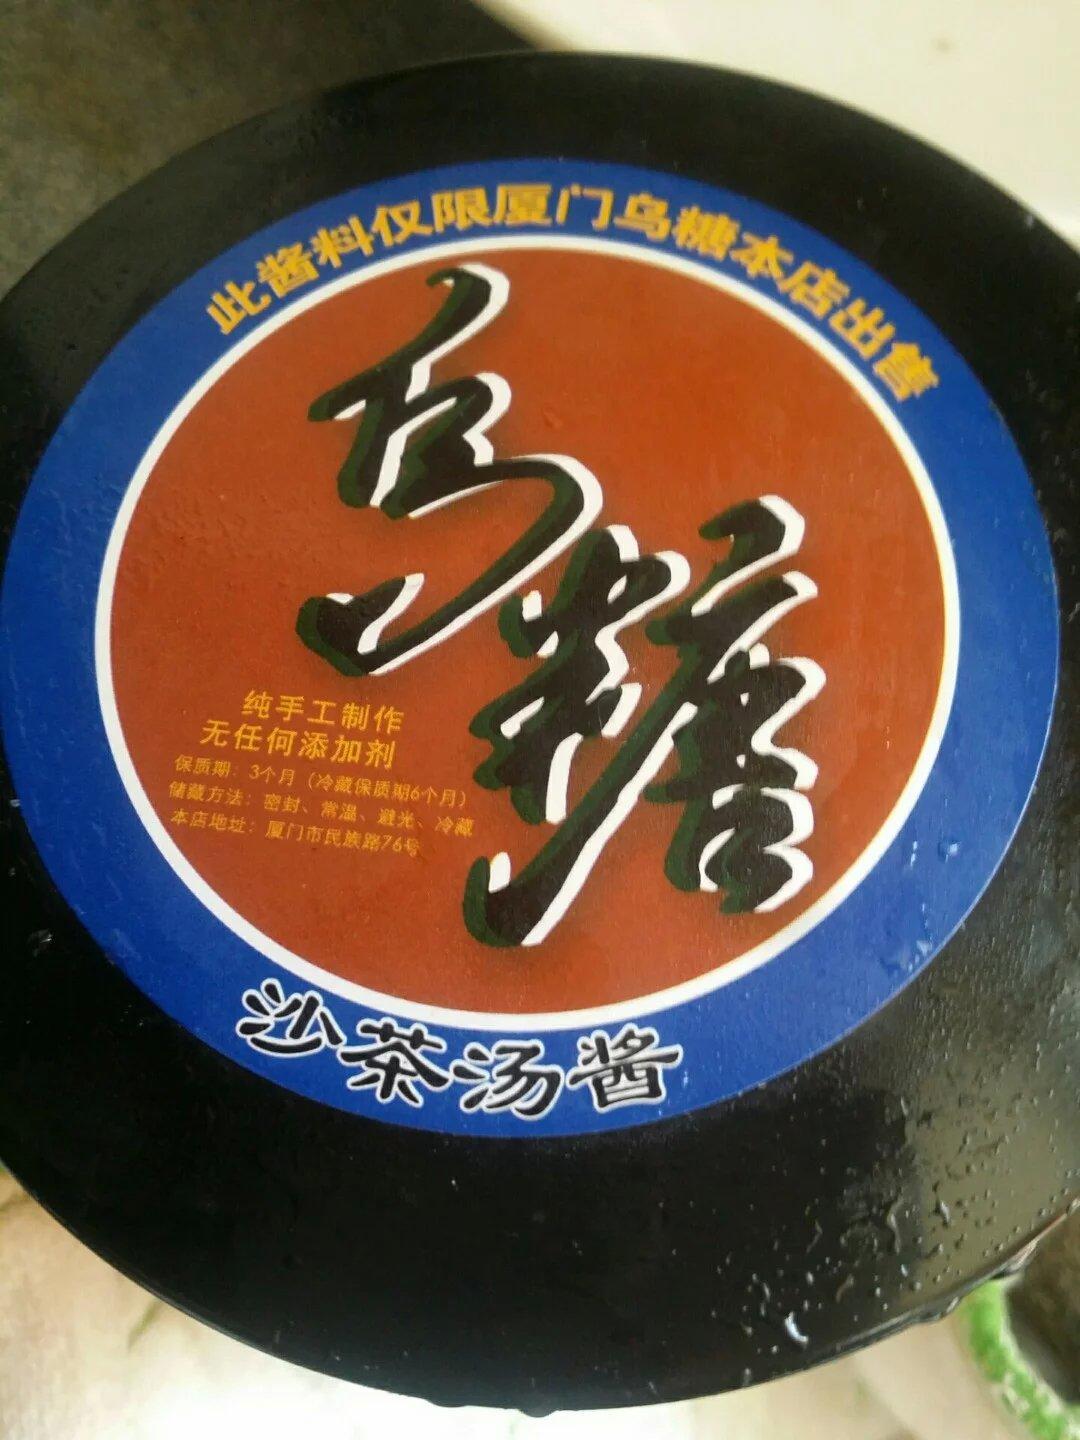 此酱料仅限厦门乌糖本店出售
乌糖
纯手工制作
无任何添加剂
保质期：3个月（冷藏保质期6个月）
储藏方法：密封、常温、避光、冷藏
本店地址：厦门市民族路76号
沙茶汤酱